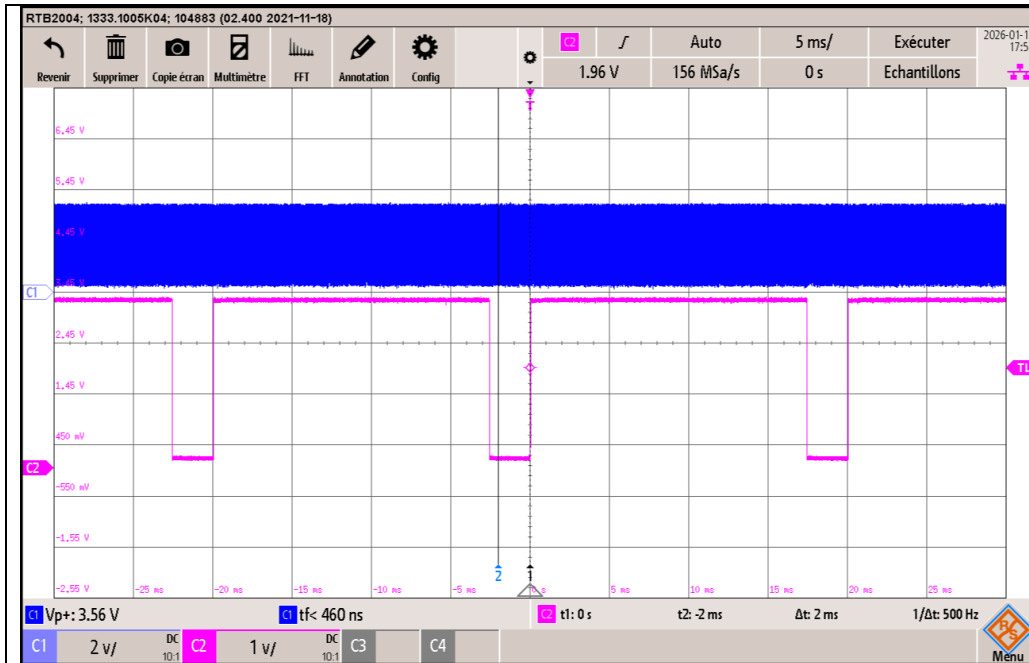 RTB2004; 1333.1005K04; 104883 (02.400 2021-11-18)
C2 Auto 5 ms/ Exécuter 2026-01-1
17:5
1.96 V 156 MSa/s 0 s Echantillons
Revenir Supprimer Copie écran Multimètre FFT Annotation Config
T
6.45 V
5.45 V
4.45 V
3.45 V
C1
2.45 V
TL
1.45 V
450 mV
C2
-550 mV
-1.55 V
2 1
-2.55 V -25 ms -20 ms -15 ms -10 ms -5 ms 0 s 5 ms 10 ms 15 ms 20 ms 25 ms
C1 Vp+: 3.56 V C1 tf< 460 ns C2 t1: 0 s t2: -2 ms Δt: 2 ms 1/Δt: 500 Hz
C1 2 v/ DC 10:1 C2 1 v/ DC 10:1 C3 C4
R&S
Menu